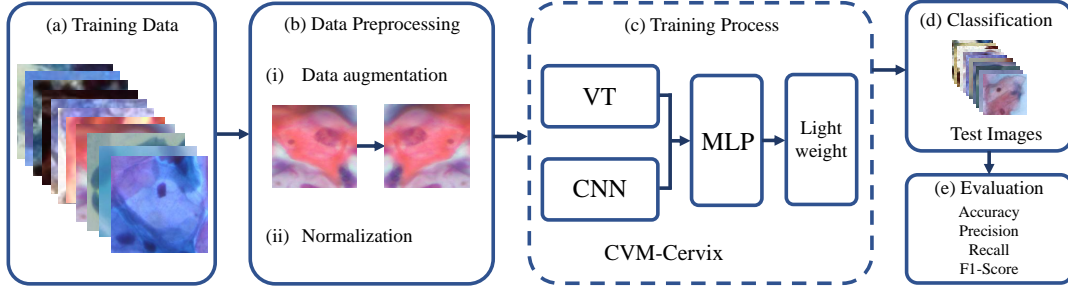 (a) Training Data
(b) Data Preprocessing
(i) Data augmentation
(ii) Normalization
(c) Training Process
VT
CNN
MLP
Light
weight
CVM-Cervix
(d) Classification
Test Images
(e) Evaluation
Accuracy
Precision
Recall
F1-Score